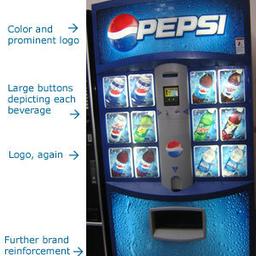 Color and
prominent logo
PEPSI
Large buttons
depicting each
beverage
Logo, again
Further brand
reinforcement